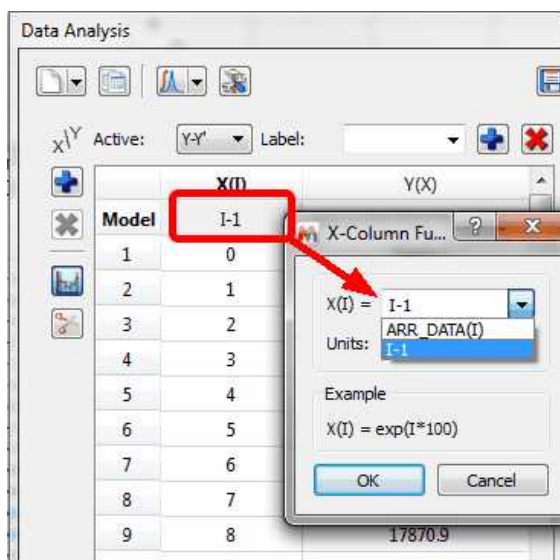 Data Analysis
X\Y Active: Y-Y' Label:
X(I) Y(X)
Model I-1
1 0
2 1
3 2
4 3
5 4
6 5
7 6
8 7
9 8 17870.9
X-Column Fu...
X(I) = I-1
ARR_DATA(I)
I-1
Units:
Example
X(I) = exp(I*100)
OK Cancel